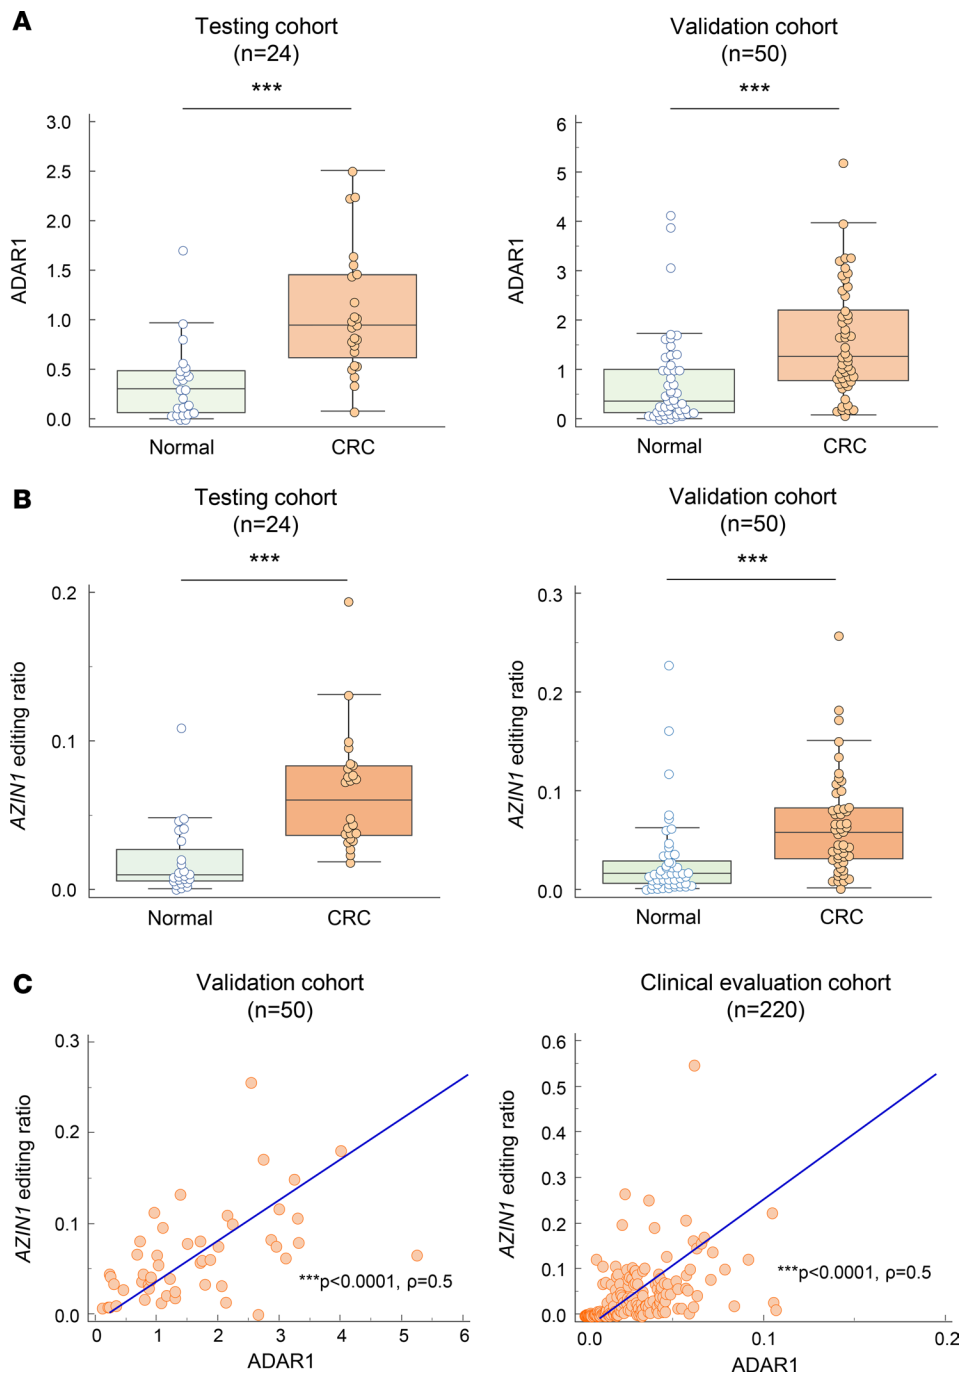 A
Testing cohort
(n=24)
***
ADAR1
3.0
2.5
2.0
1.5
1.0
0.5
0.0
Normal
CRC
Validation cohort
(n=50)
***
ADAR1
6
5
4
3
2
1
0
Normal
CRC
B
Testing cohort
(n=24)
***
AZIN1 editing ratio
0.2
0.1
0.0
Normal
CRC
Validation cohort
(n=50)
***
AZIN1 editing ratio
0.3
0.2
0.1
0.0
Normal
CRC
C
Validation cohort
(n=50)
AZIN1 editing ratio
0.3
0.2
0.1
0.0
***p<0.0001, ρ=0.5
0 1 2 3 4 5 6
ADAR1
Clinical evaluation cohort
(n=220)
AZIN1 editing ratio
0.6
0.5
0.4
0.3
0.2
0.1
0.0
***p<0.0001, ρ=0.5
0.0 0.1 0.2
ADAR1